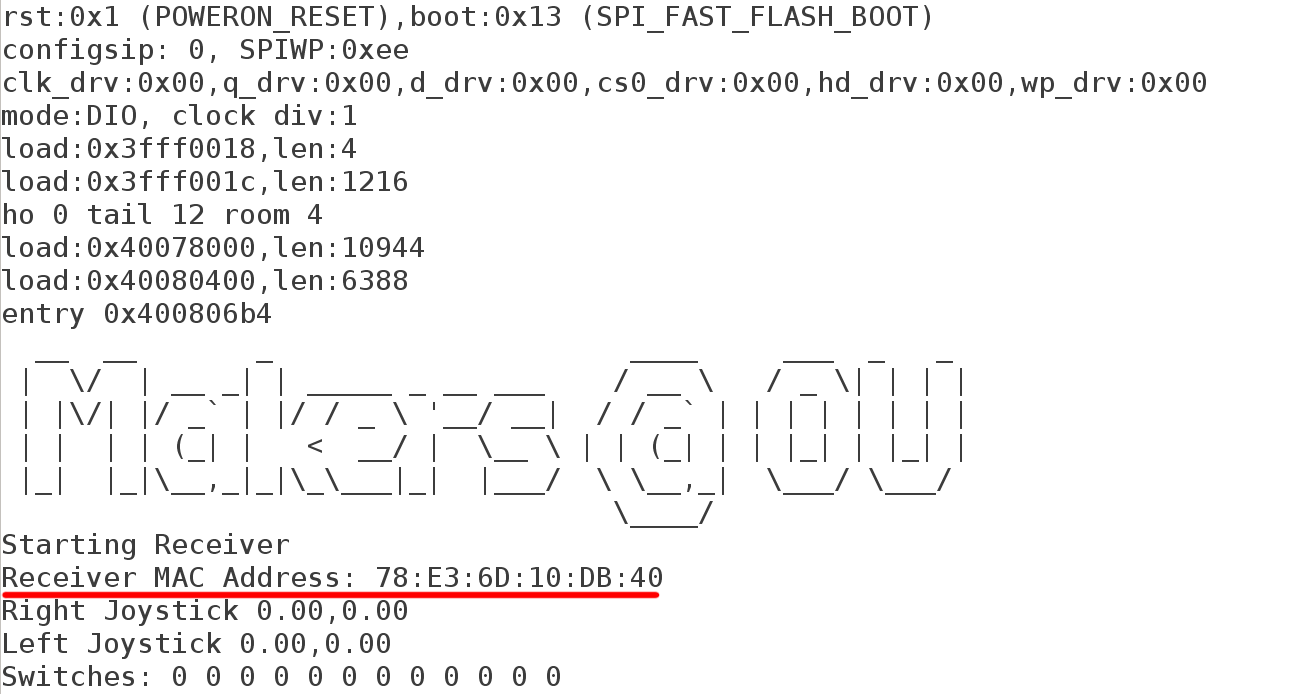 rst:0x1 (POWERON_RESET),boot:0x13 (SPI_FAST_FLASH_BOOT)
configsip: 0, SPIWP:0xee
clk_drv:0x00,q_drv:0x00,d_drv:0x00,cs0_drv:0x00,hd_drv:0x00,wp_drv:0x00
mode:DIO, clock div:1
load:0x3fff0018,len:4
load:0x3fff001c,len:1216
ho 0 tail 12 room 4
load:0x40078000,len:10944
load:0x40080400,len:6388
entry 0x400806b4
Makers @ OU
Starting Receiver
Receiver MAC Address: 78:E3:6D:10:DB:40
Right Joystick 0.00,0.00
Left Joystick 0.00,0.00
Switches: 0 0 0 0 0 0 0 0 0 0 0 0